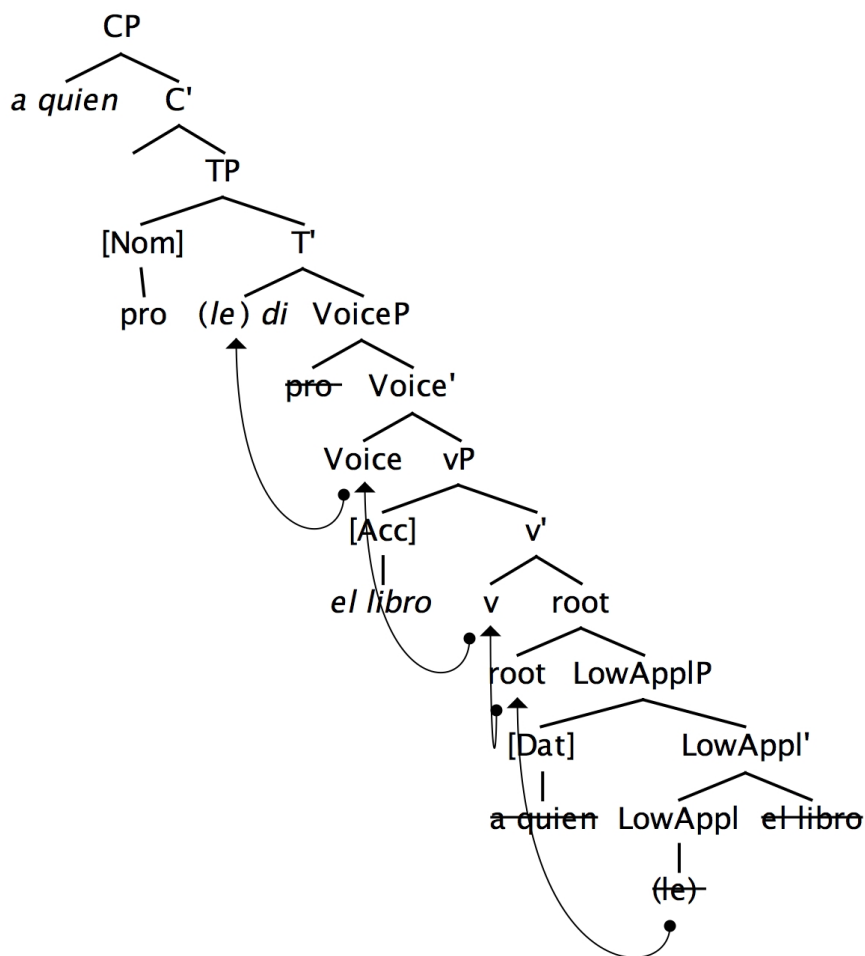 CP
a quien C'
TP
[Nom] T'
pro (le) di VoiceP
pro Voice'
Voice vP
[Acc] v'
el libro v root
root LowApplP
[Dat] LowAppl'
a quien LowAppl el libro
(le)